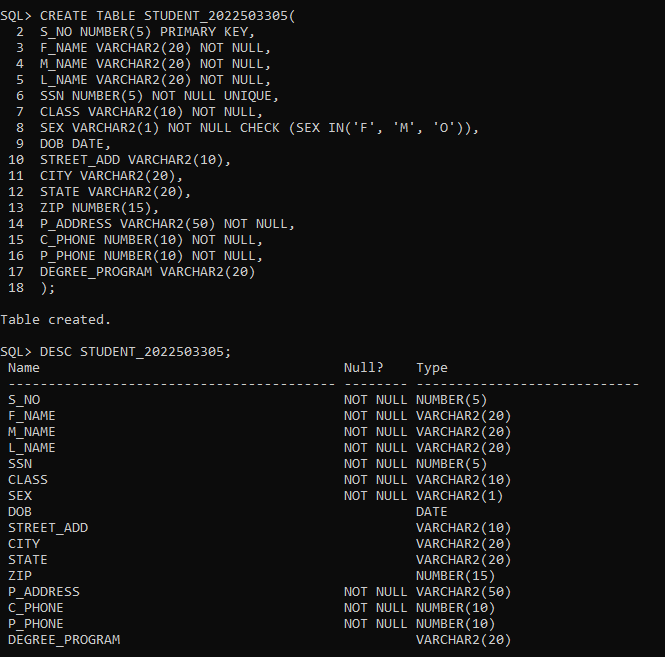 SQL> CREATE TABLE STUDENT_2022503305(
  2  S_NO NUMBER(5) PRIMARY KEY,
  3  F_NAME VARCHAR2(20) NOT NULL,
  4  M_NAME VARCHAR2(20) NOT NULL,
  5  L_NAME VARCHAR2(20) NOT NULL,
  6  SSN NUMBER(5) NOT NULL UNIQUE,
  7  CLASS VARCHAR2(10) NOT NULL,
  8  SEX VARCHAR2(1) NOT NULL CHECK (SEX IN('F', 'M', 'O')),
  9  DOB DATE,
 10  STREET_ADD VARCHAR2(10),
 11  CITY VARCHAR2(20),
 12  STATE VARCHAR2(20),
 13  ZIP NUMBER(15),
 14  P_ADDRESS VARCHAR2(50) NOT NULL,
 15  C_PHONE NUMBER(10) NOT NULL,
 16  P_PHONE NUMBER(10) NOT NULL,
 17  DEGREE_PROGRAM VARCHAR2(20)
 18  );
Table created.
SQL> DESC STUDENT_2022503305;
 Name                                      Null?    Type
 ----------------------------------------- -------- ----------------------------
 S_NO                                      NOT NULL NUMBER(5)
 F_NAME                                    NOT NULL VARCHAR2(20)
 M_NAME                                    NOT NULL VARCHAR2(20)
 L_NAME                                    NOT NULL VARCHAR2(20)
 SSN                                       NOT NULL NUMBER(5)
 CLASS                                     NOT NULL VARCHAR2(10)
 SEX                                       NOT NULL VARCHAR2(1)
 DOB                                                DATE
 STREET_ADD                                         VARCHAR2(10)
 CITY                                               VARCHAR2(20)
 STATE                                              VARCHAR2(20)
 ZIP                                                NUMBER(15)
 P_ADDRESS                                 NOT NULL VARCHAR2(50)
 C_PHONE                                   NOT NULL NUMBER(10)
 P_PHONE                                   NOT NULL NUMBER(10)
 DEGREE_PROGRAM                                     VARCHAR2(20)